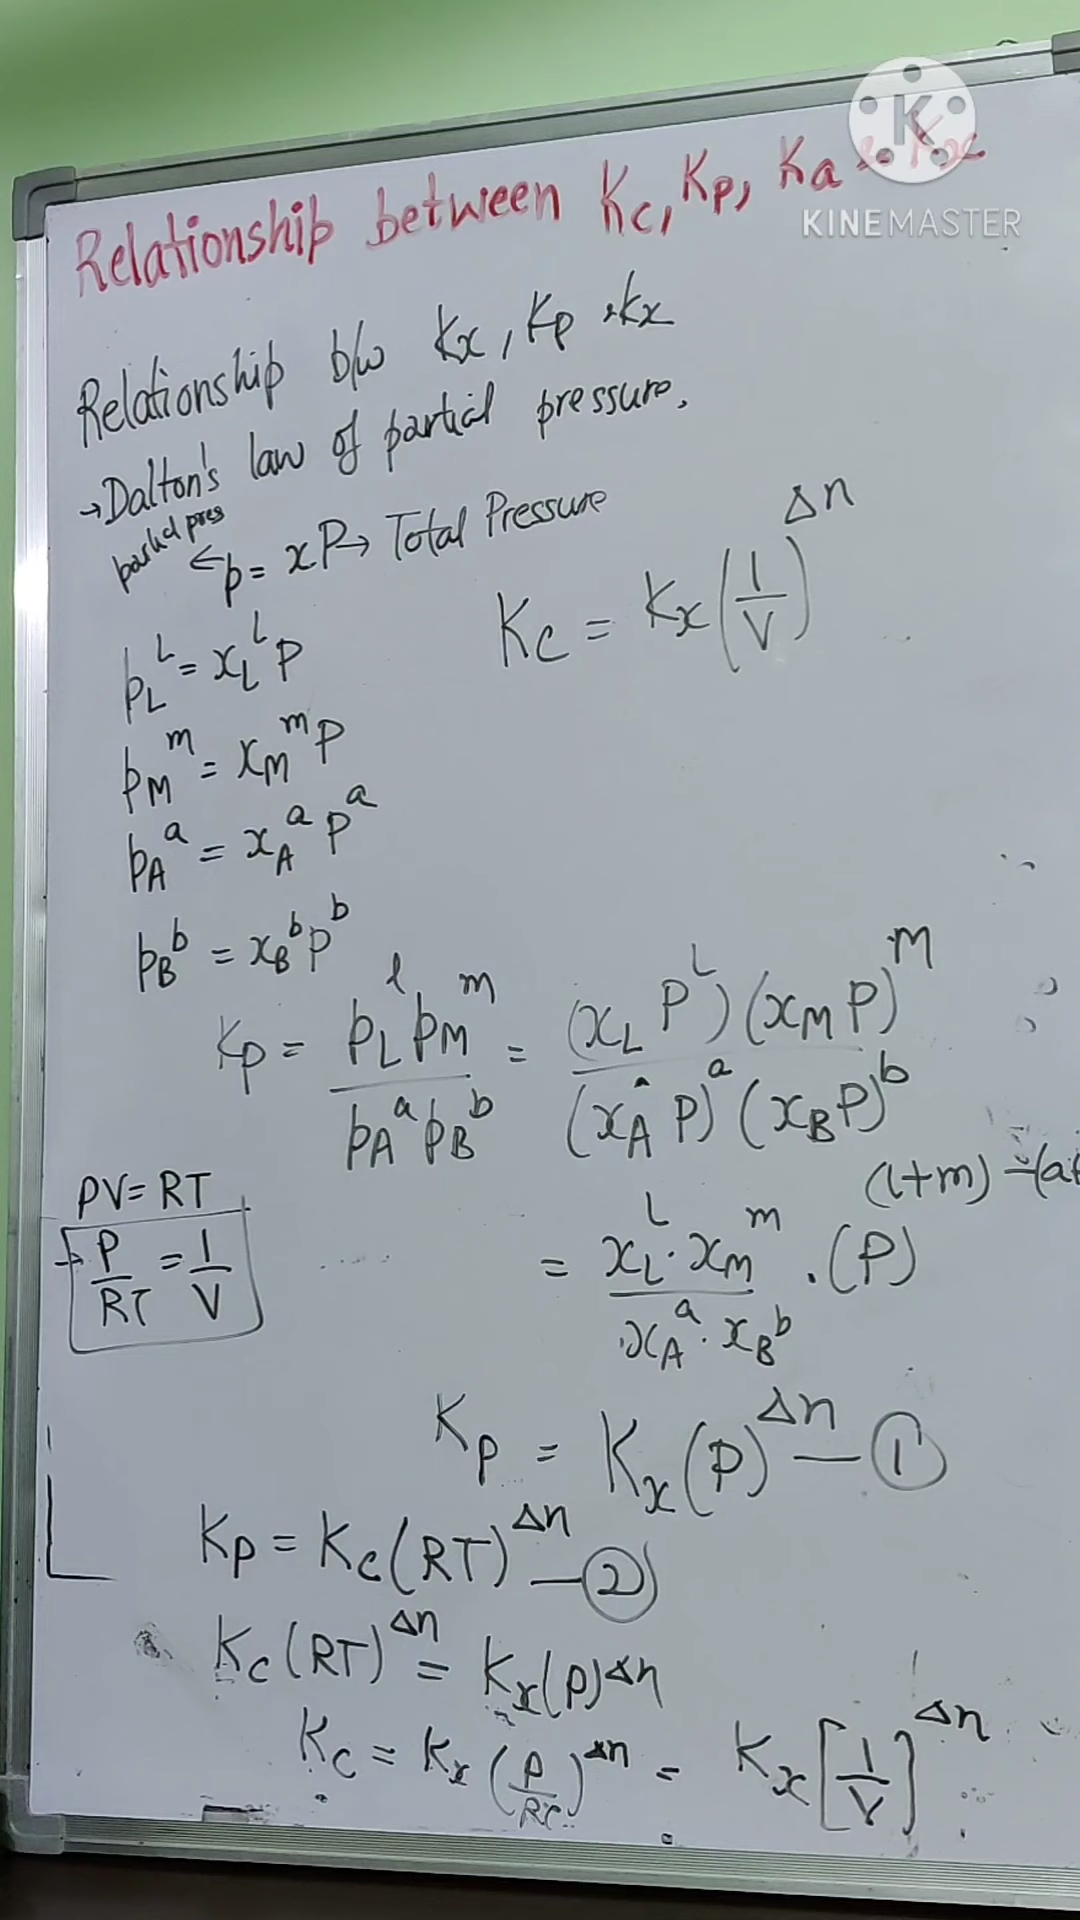 Relationship between Kc, Kp, Ka & Kx
KINEMASTER
Relationship b/w Kx, Kp & Kx
→ Dalton's law of partial pressure.
partial pres ← p = xP → Total Pressure
Kc = Kx (1/V)^Δn
pL^L = xL^L P
pM^m = xM^m P
pA^a = xA^a P^a
pB^b = xB^b P^b
Kp = pL^l pM^m / pA^a pB^b = (xL P^L) (xM P)^M / (xA P)^a (xB P)^b
PV = RT
→ P/RT = 1/V
= xL^L · xM^m / xA^a · xB^b . (P)^(l+m) - (a+
Kp = Kx (P)^Δn — ①
Kp = Kc (RT)^Δn — ②
Kc (RT)^Δn = Kx (P)^Δn
Kc = Kx (P/RT)^Δn = Kx [1/V]^Δn